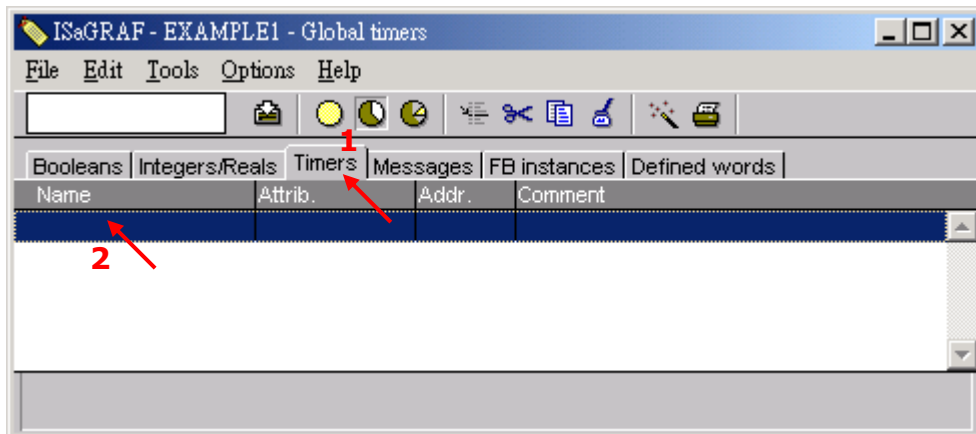 ISaGRAF - EXAMPLE1 - Global timers
File Edit Tools Options Help
1
Booleans Integers/Reals Timers Messages FB instances Defined words
Name Attrib. Addr. Comment
2